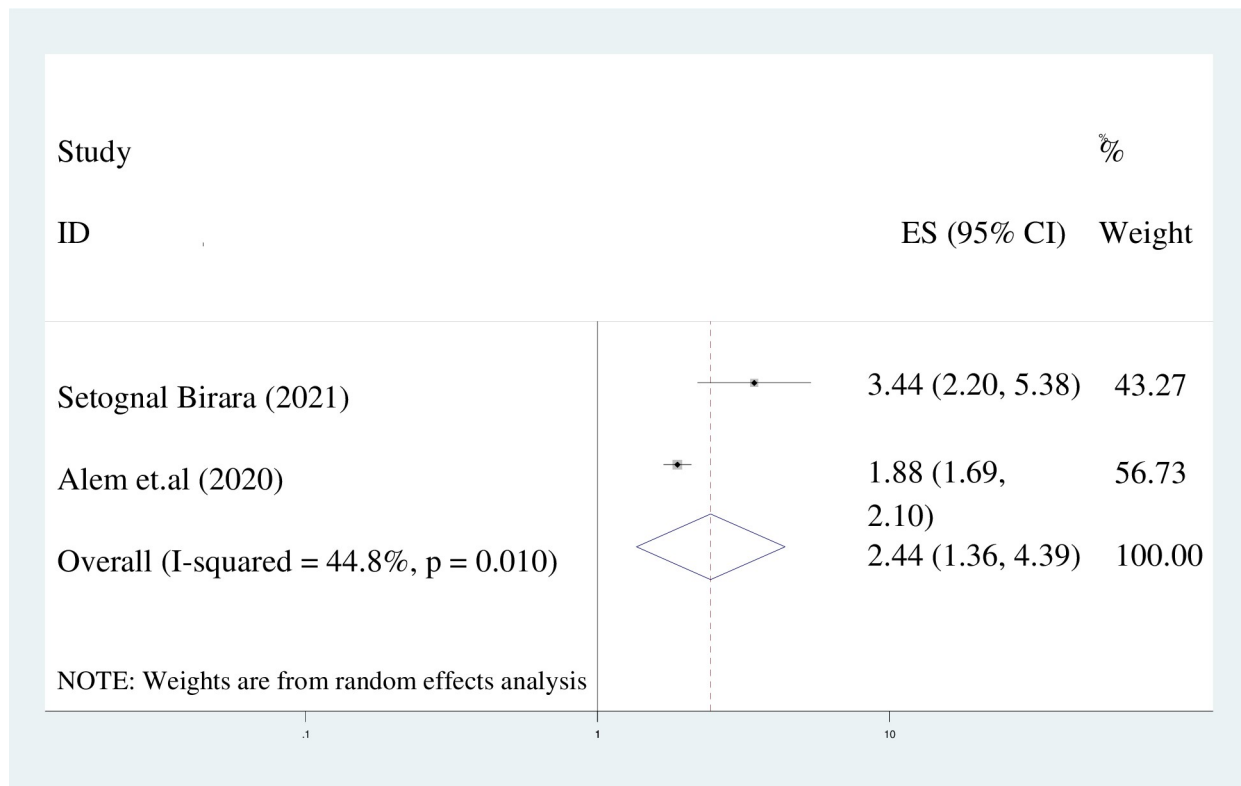 Study %
%
ID ES (95% CI) Weight
Setognal Birara (2021) 3.44 (2.20, 5.38) 43.27
Alem et.al (2020) 1.88 (1.69, 56.73
2.10)
Overall (I-squared = 44.8%, p = 0.010) 2.44 (1.36, 4.39) 100.00
NOTE: Weights are from random effects analysis
.1 1 10